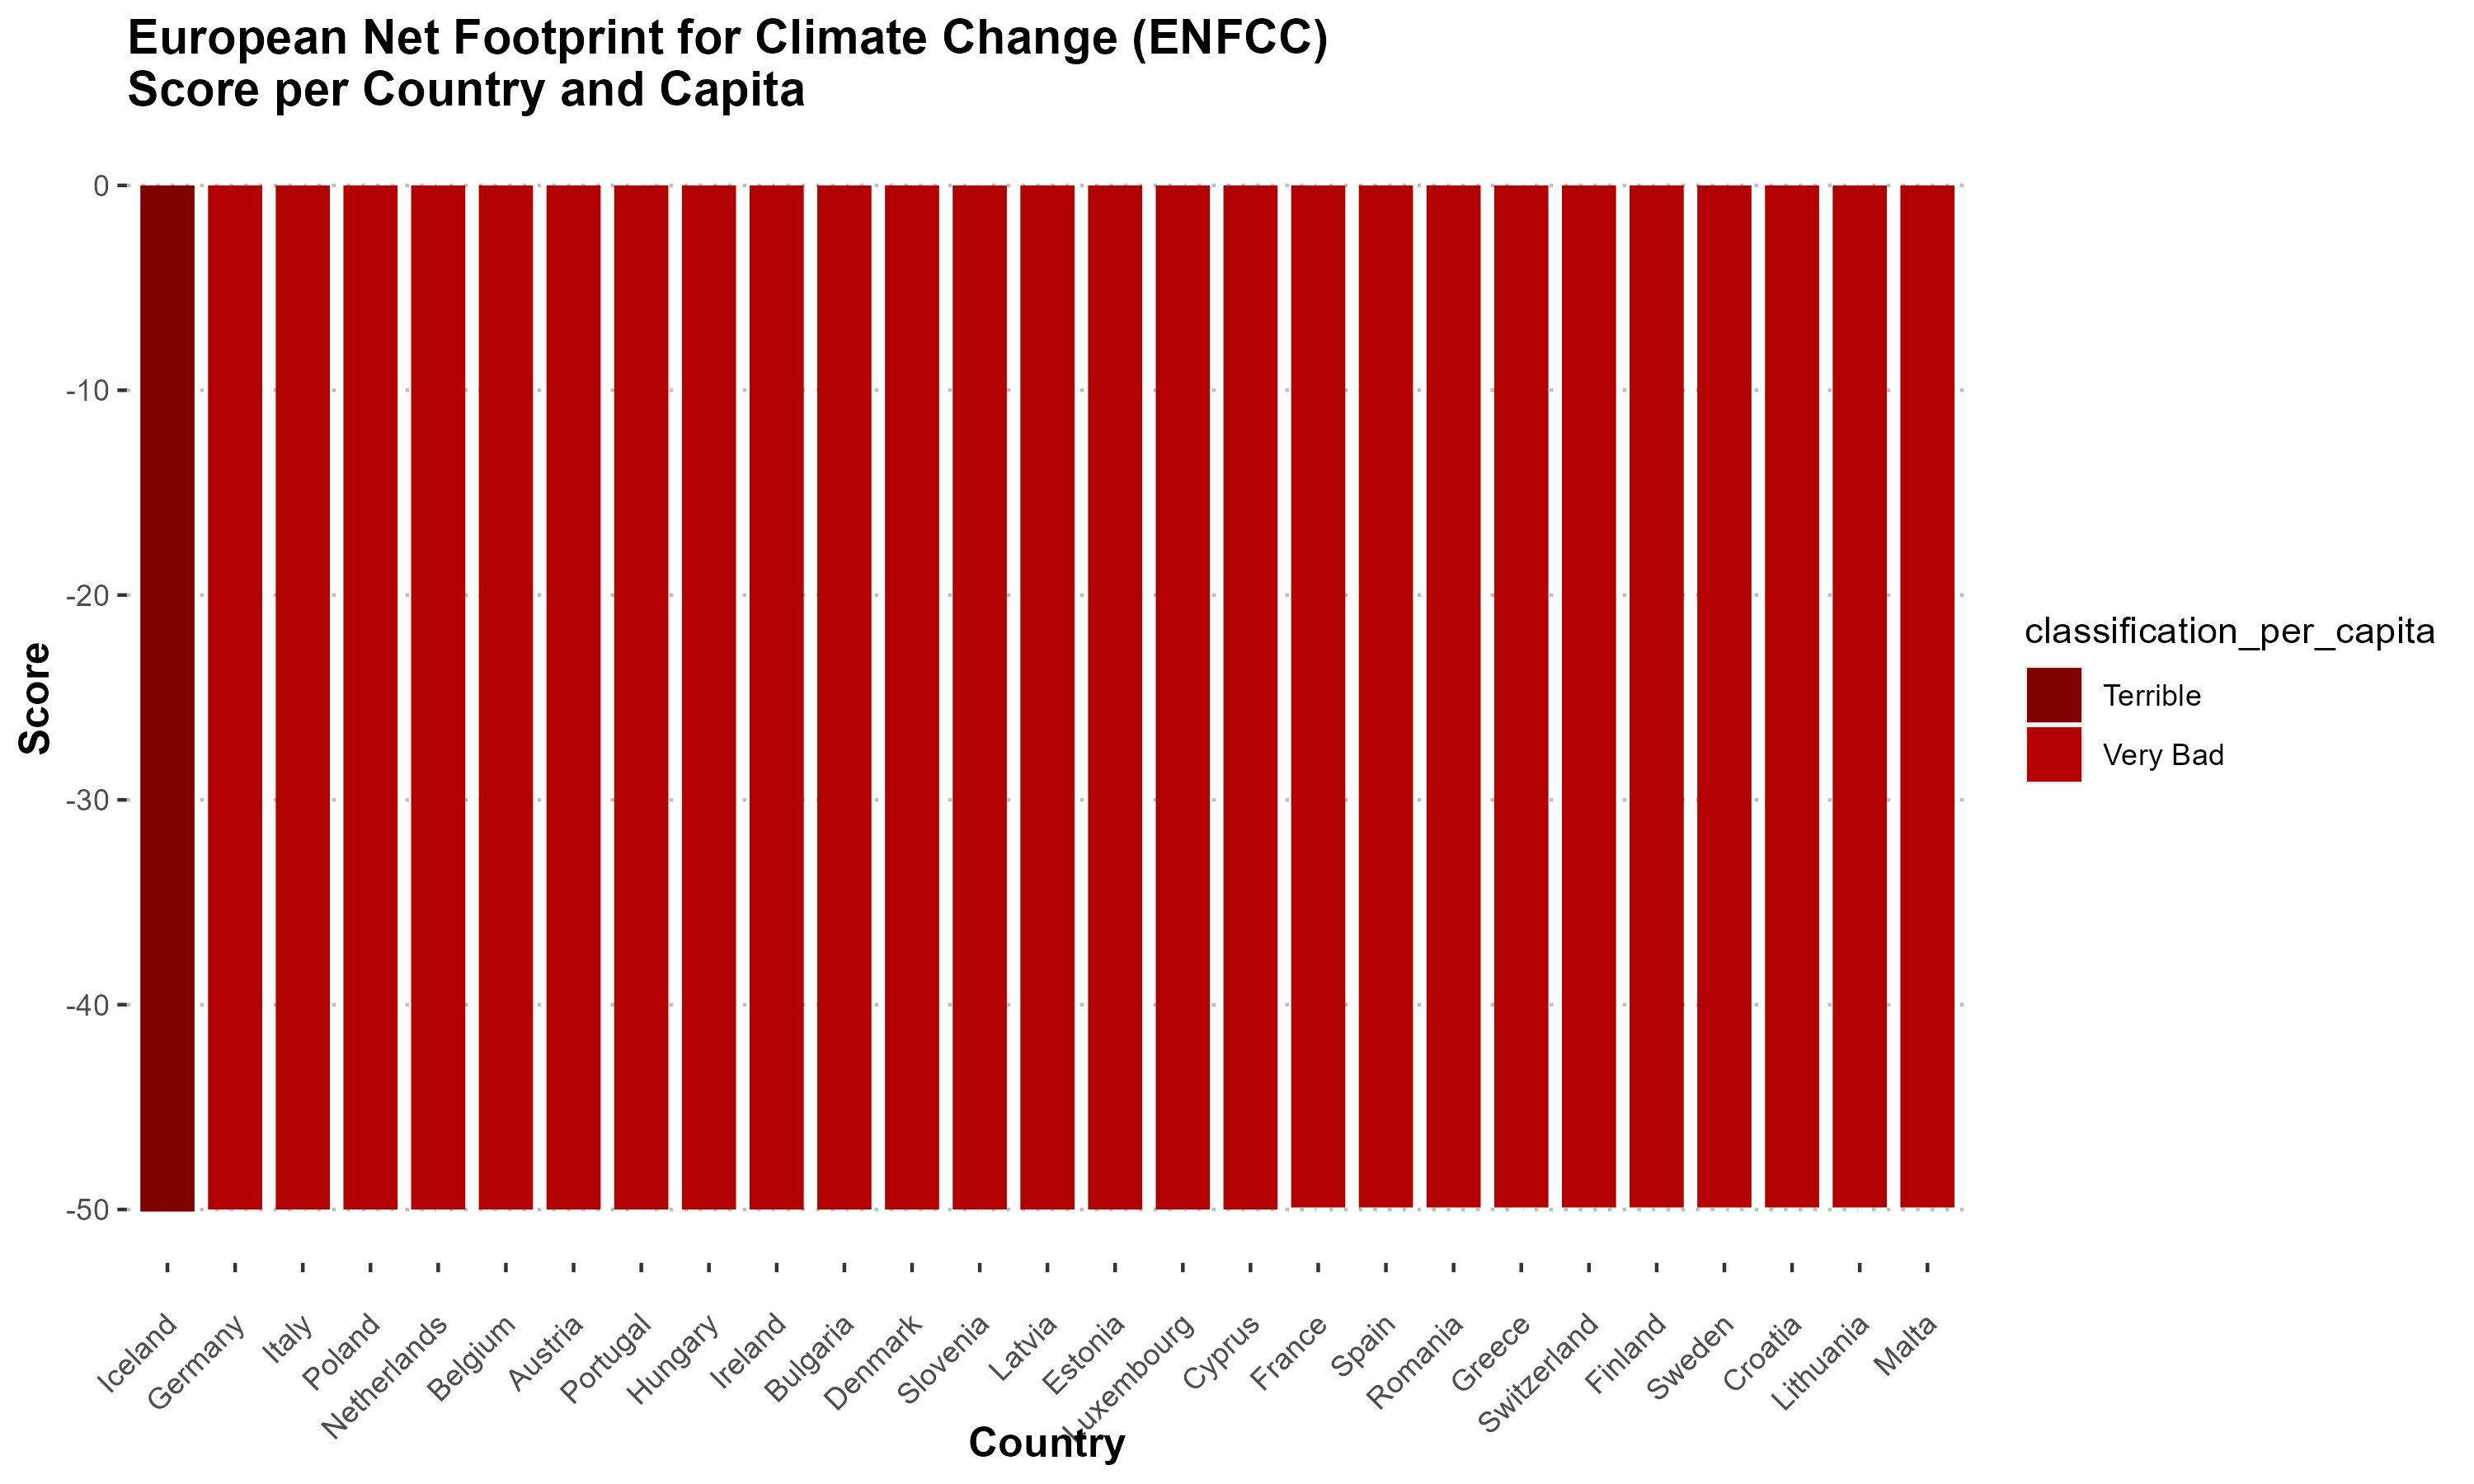 European Net Footprint for Climate Change (ENFCC)
Score per Country and Capita
0
-10
-20
-30
-40
-50
Score
Iceland
Germany
Italy
Poland
Netherlands
Belgium
Austria
Portugal
Hungary
Ireland
Bulgaria
Denmark
Slovenia
Latvia
Estonia
Luxembourg
Cyprus
France
Spain
Romania
Greece
Switzerland
Finland
Sweden
Croatia
Lithuania
Malta
Country
classification_per_capita
Terrible
Very Bad